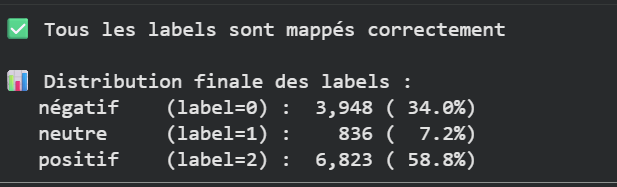 ✅ Tous les labels sont mappés correctement
📊 Distribution finale des labels :
négatif    (label=0) :  3,948 ( 34.0%)
neutre     (label=1) :    836 (  7.2%)
positif    (label=2) :  6,823 ( 58.8%)